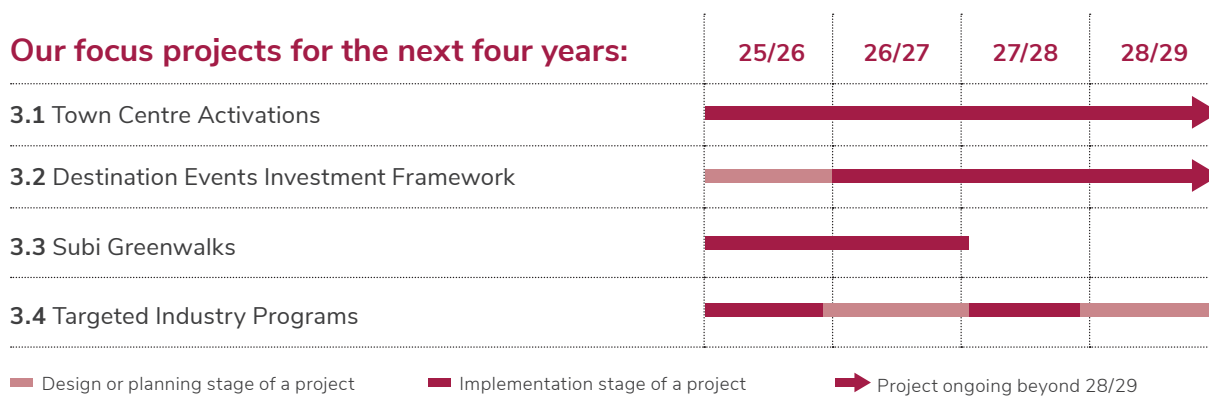 Our focus projects for the next four years: 25/26 26/27 27/28 28/29
3.1 Town Centre Activations
3.2 Destination Events Investment Framework
3.3 Subi Greenwalks
3.4 Targeted Industry Programs
Design or planning stage of a project Implementation stage of a project Project ongoing beyond 28/29